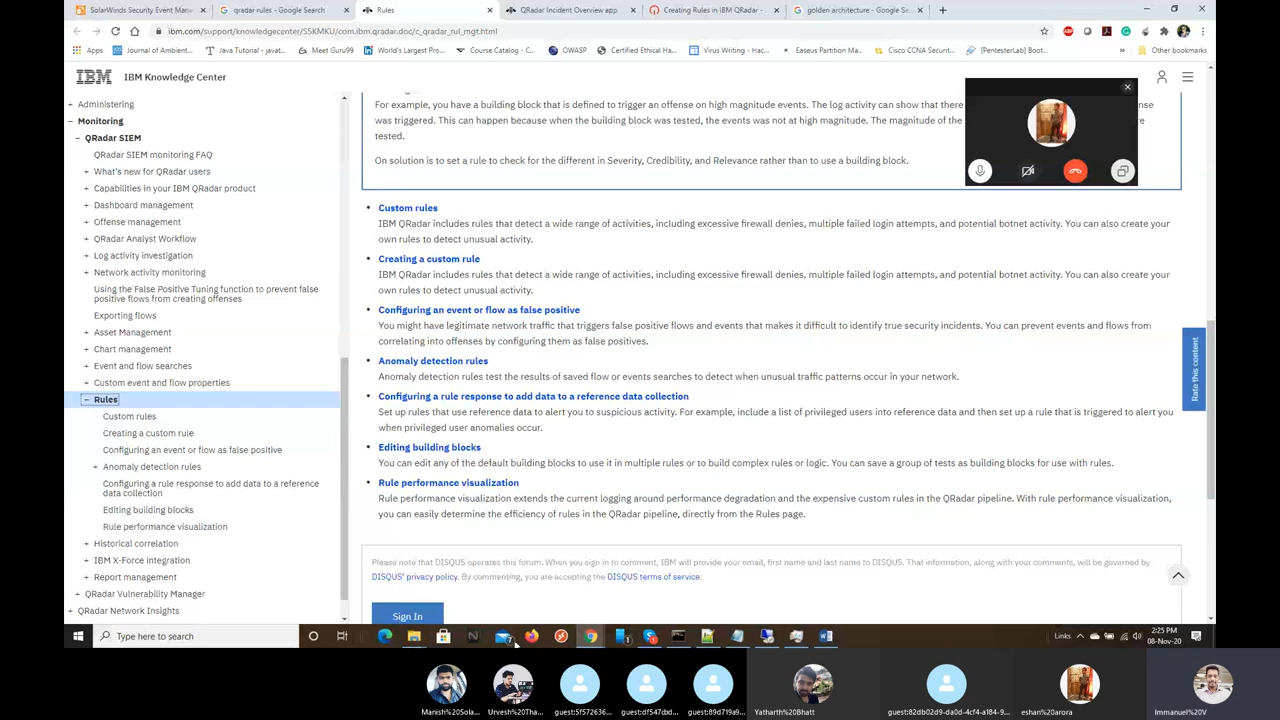 SolarWinds Security Event Man
qradar rules - Google Search
Rules
QRadar Incident Overview app
Creating Rules in IBM QRadar -
golden architecture - Google Sec
ibm.com/support/knowledgecenter/SSKMKU/com.ibm.qradar.doc/c_qradar_rul_mgt.html
Apps
Journal of Ambient...
Java Tutorial - javat...
Meet Guru99
World's Largest Pro...
Course Catalog - C...
OWASP
Certified Ethical Ha...
Virus Writing - Hac...
Easeus Partition Ma...
Cisco CCNA Securit...
[PentesterLab] Boot...
Other bookmarks
IBM
IBM Knowledge Center
Administering
Monitoring
QRadar SIEM
QRadar SIEM monitoring FAQ
What's new for QRadar users
Capabilities in your IBM QRadar product
Dashboard management
Offense management
QRadar Analyst Workflow
Log activity investigation
Network activity monitoring
Using the False Positive Tuning function to prevent false
positive flows from creating offenses
Exporting flows
Asset Management
Chart management
Event and flow searches
Custom event and flow properties
Rules
Custom rules
Creating a custom rule
Configuring an event or flow as false positive
Anomaly detection rules
Configuring a rule response to add data to a reference
data collection
Editing building blocks
Rule performance visualization
Historical correlation
IBM X-Force integration
Report management
QRadar Vulnerability Manager
QRadar Network Insights
For example, you have a building block that is defined to trigger an offense on high magnitude events. The log activity can show that there
was triggered. This can happen because when the building block was tested, the events was not at high magnitude. The magnitude of the
tested.
On solution is to set a rule to check for the different in Severity, Credibility, and Relevance rather than to use a building block.
Custom rules
IBM QRadar includes rules that detect a wide range of activities, including excessive firewall denies, multiple failed login attempts, and potential botnet activity. You can also create your
own rules to detect unusual activity.
Creating a custom rule
IBM QRadar includes rules that detect a wide range of activities, including excessive firewall denies, multiple failed login attempts, and potential botnet activity. You can also create your
own rules to detect unusual activity.
Configuring an event or flow as false positive
You might have legitimate network traffic that triggers false positive flows and events that makes it difficult to identify true security incidents. You can prevent events and flows from
correlating into offenses by configuring them as false positives.
Anomaly detection rules
Anomaly detection rules test the results of saved flow or events searches to detect when unusual traffic patterns occur in your network.
Configuring a rule response to add data to a reference data collection
Set up rules that use reference data to alert you to suspicious activity. For example, include a list of privileged users into reference data and then set up a rule that is triggered to alert you
when privileged user anomalies occur.
Editing building blocks
You can edit any of the default building blocks to use it in multiple rules or to build complex rules or logic. You can save a group of tests as building blocks for use with rules.
Rule performance visualization
Rule performance visualization extends the current logging around performance degradation and the expensive custom rules in the QRadar pipeline. With rule performance visualization,
you can easily determine the efficiency of rules in the QRadar pipeline, directly from the Rules page.
Please note that DISQUS operates this forum. When you sign in to comment, IBM will provide your email, first name and last name to DISQUS. That information, along with your comments, will be governed by
DISQUS' privacy policy. By commenting, you are accepting the DISQUS terms of service.
Sign In
Rate this content
Type here to search
Links
2:25 PM
08-Nov-20
Manish%20Sola...
Urvesh%20Tha...
guest:5f572636...
guest:df547bd...
guest:89d719a9...
Yatharth%20Bhatt
guest:82db02d9-da0d-4cf4-a184-9...
eshan%20arora
Immanuel%20V